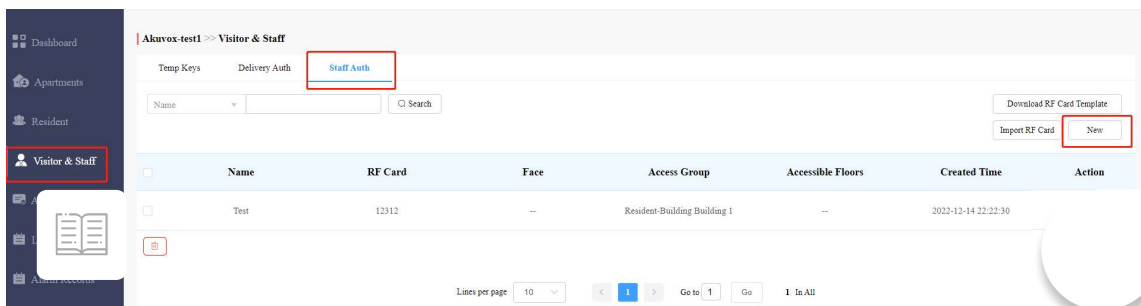 Dashboard
Apartments
Resident
Visitor & Staff
Alarm Records
Akuvox-test1 >> Visitor & Staff
Temp Keys Delivery Auth Staff Auth
Name Search
Download RF Card Template
Import RF Card New
Name RF Card Face Access Group Accessible Floors Created Time Action
Test 12312 -- Resident-Building Building 1 -- 2022-12-14 22:22:30
Lines per page 10 < 1 > Go to 1 Go 1 In All